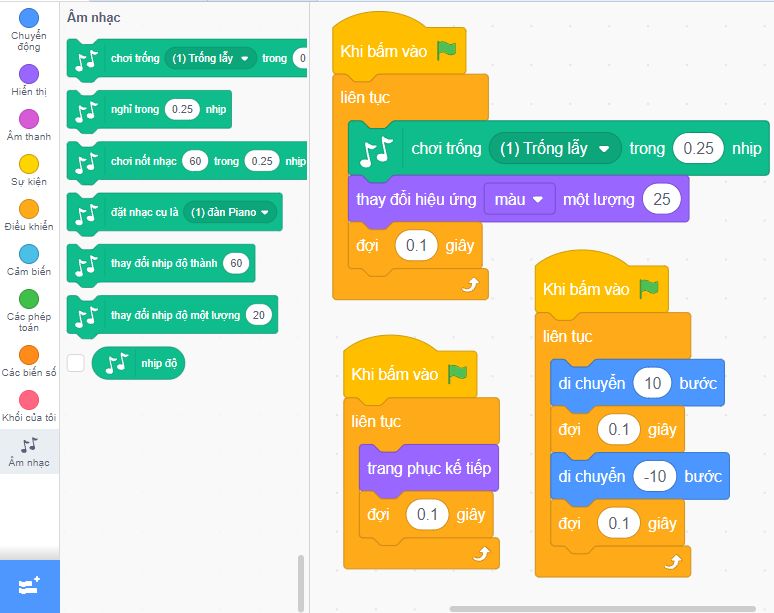 Chuyển
động
Hiển thị
Âm thanh
Sự kiện
Điều khiển
Cảm biến
Các phép
toán
Các biến số
Khối của tôi
Âm nhạc
Âm nhạc
chơi trống (1) Trống lẫy trong 0
nghỉ trong 0.25 nhịp
chơi nốt nhạc 60 trong 0.25 nhịp
đặt nhạc cụ là (1) đàn Piano
thay đổi nhịp độ thành 60
thay đổi nhịp độ một lượng 20
nhịp độ
Khi bấm vào
liên tục
chơi trống (1) Trống lẫy trong 0.25 nhịp
thay đổi hiệu ứng màu một lượng 25
đợi 0.1 giây
Khi bấm vào
liên tục
trang phục kế tiếp
đợi 0.1 giây
Khi bấm vào
liên tục
di chuyển 10 bước
đợi 0.1 giây
di chuyển -10 bước
đợi 0.1 giây